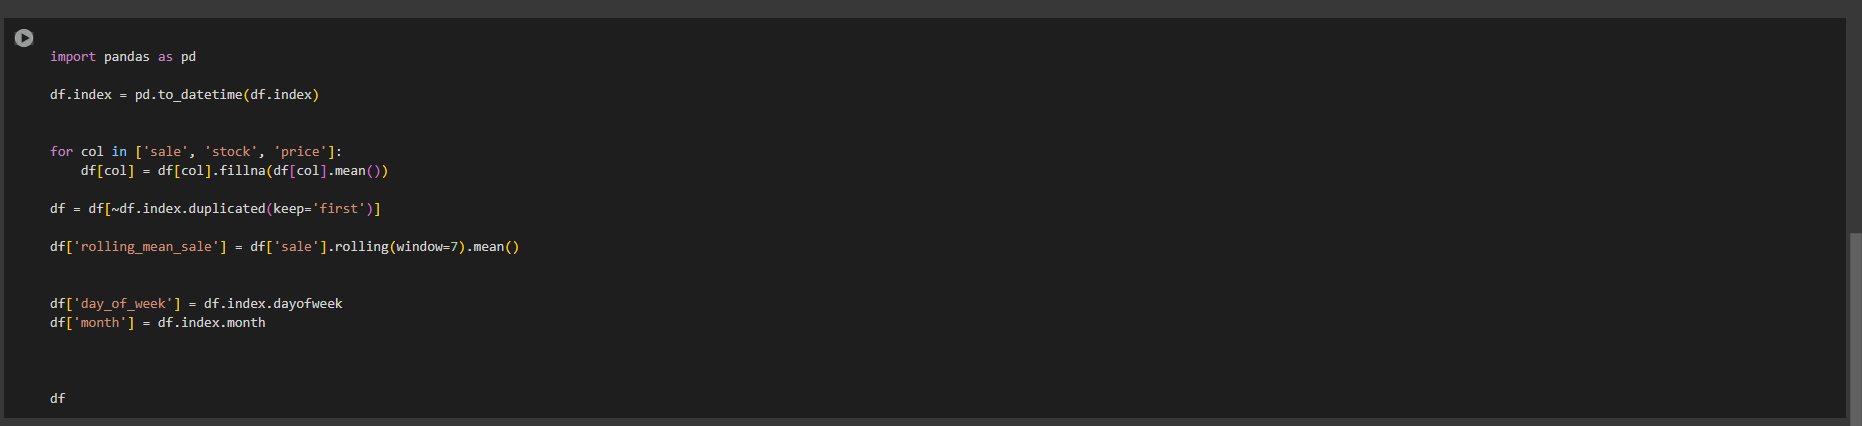 import pandas as pd
df.index = pd.to_datetime(df.index)
for col in ['sale', 'stock', 'price']:
    df[col] = df[col].fillna(df[col].mean())
df = df[~df.index.duplicated(keep='first')]
df['rolling_mean_sale'] = df['sale'].rolling(window=7).mean()
df['day_of_week'] = df.index.dayofweek
df['month'] = df.index.month
df